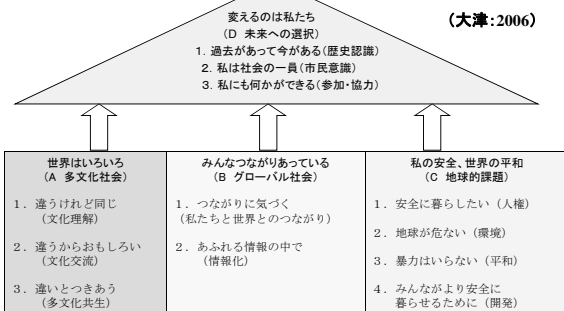 (大津:2006)
変えるのは私たち
(D 未来への選択)
1. 過去があって今がある(歴史認識)
2. 私は社会の一員(市民意識)
3. 私にも何かができる(参加・協力)
世界はいろいろ
(A 多文化社会)
1. 違うけれど同じ
(文化理解)
2. 違うからおもしろい
(文化交流)
3. 違いとつきあう
(多文化共生)
みんなつながりあっている
(B グローバル社会)
1. つながりに気づく
(私たちと世界とのつながり)
2. あふれる情報の中で
(情報化)
私の安全、世界の平和
(C 地球的課題)
1. 安全に暮らしたい(人権)
2. 地球が危ない(環境)
3. 暴力はいらない(平和)
4. みんながより安全に
暮らせるために(開発)